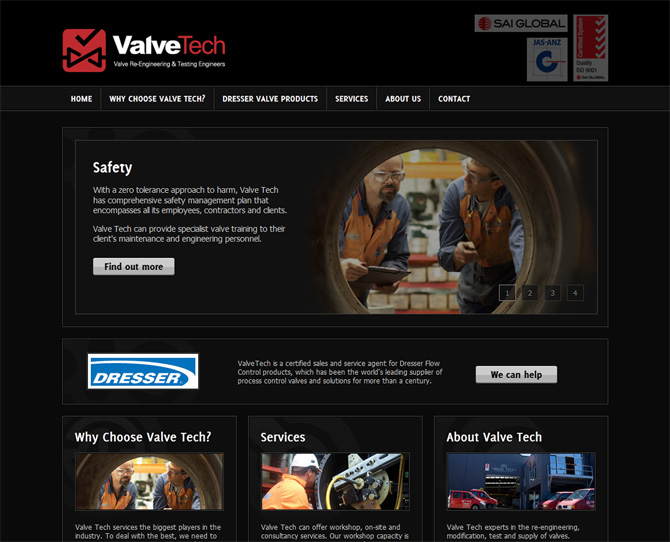 ValveTech
Valve Re-Engineering & Testing Engineers
SAI GLOBAL
JAS-ANZ
Certified System
Quality
ISO 9001
SAI GLOBAL
HOME
WHY CHOOSE VALVE TECH?
DRESSER VALVE PRODUCTS
SERVICES
ABOUT US
CONTACT
Safety
With a zero tolerance approach to harm, Valve Tech
has comprehensive safety management plan that
encompasses all its employees, contractors and clients.
Valve Tech can provide specialist valve training to their
client's maintenance and engineering personnel.
Find out more
1 2 3 4
DRESSER
ValveTech is a certified sales and service agent for Dresser Flow
Control products, which has been the world's leading supplier of
process control valves and solutions for more than a century.
We can help
Why Choose Valve Tech?
Valve Tech services the biggest players in the
industry. To deal with the best, we need to
Services
Valve Tech can offer workshop, on-site and
consultancy services. Our workshop capacity is
About Valve Tech
Valve Tech experts in the re-engineering,
modification, test and supply of valves.